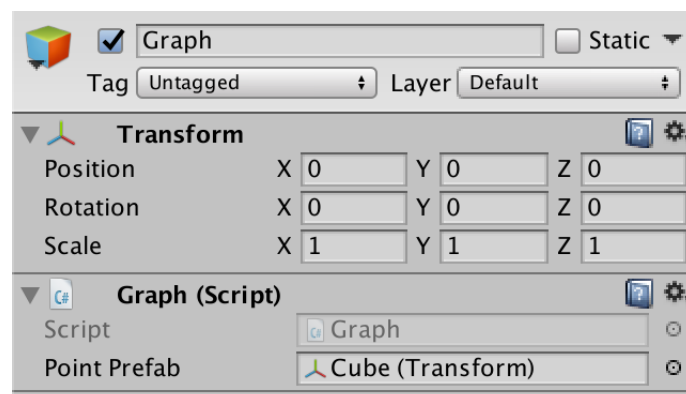 Graph Static
Tag Untagged Layer Default
Transform
Position X 0 Y 0 Z 0
Rotation X 0 Y 0 Z 0
Scale X 1 Y 1 Z 1
C# Graph (Script)
Script Graph
Point Prefab Cube (Transform)